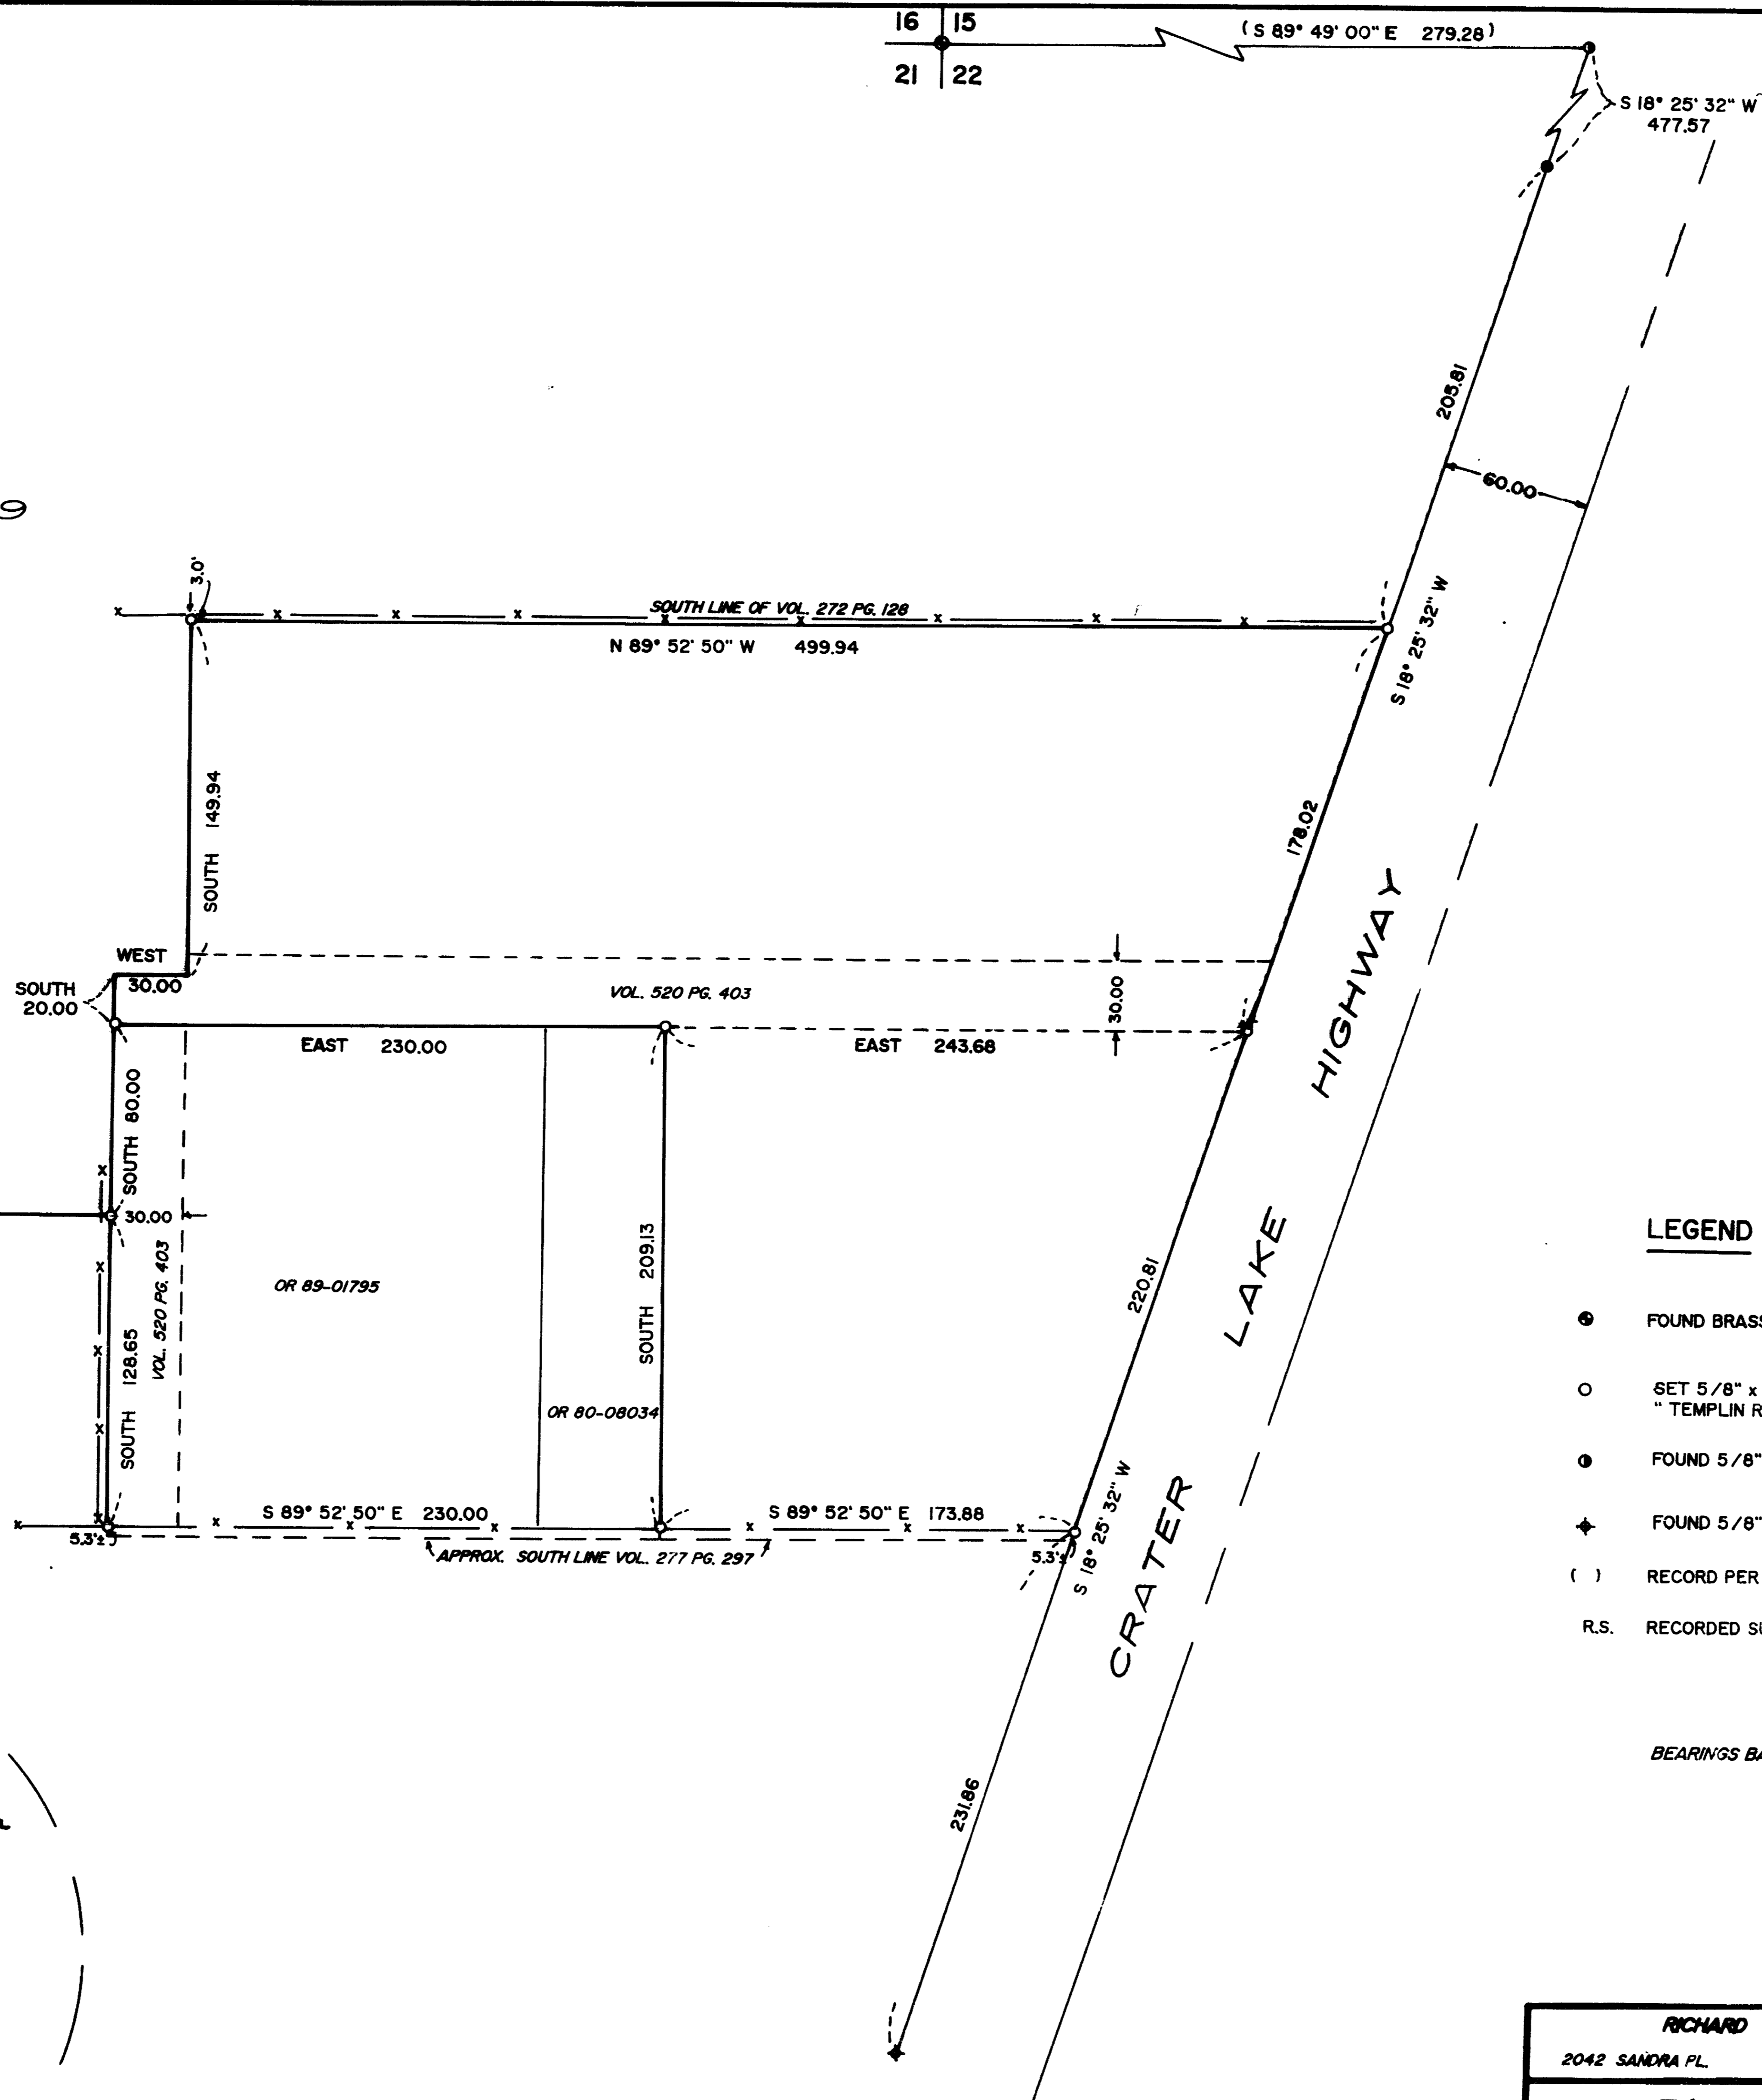 16 15
21 22
( S 89° 49' 00" E 279.28 )
S 18° 25' 32" W
477.57
205.81
60.00
3.0'
SOUTH LINE OF VOL. 272 PG. 128
N 89° 52' 50" W 499.94
S 18° 25' 32" W
SOUTH 149.94
178.02
WEST
30.00
SOUTH
20.00
VOL. 520 PG. 403
30.00
EAST 230.00
EAST 243.68
HIGHWAY
SOUTH 80.00
30.00
VOL. 520 PG. 403
OR 89-01795
SOUTH 209.13
220.81
LAKE
SOUTH 128.65
OR 80-08034
S 89° 52' 50" E 230.00
S 89° 52' 50" E 173.88
S 18° 25' 32" W
CRATER
5.3'±
APPROX. SOUTH LINE VOL. 277 PG. 297
5.3'±
231.86
LEGEND
FOUND BRASS
SET 5/8" x
" TEMPLIN R
FOUND 5/8"
FOUND 5/8"
( ) RECORD PER
R.S. RECORDED SU
BEARINGS BA
RICHARD
2042 SANDRA PL.